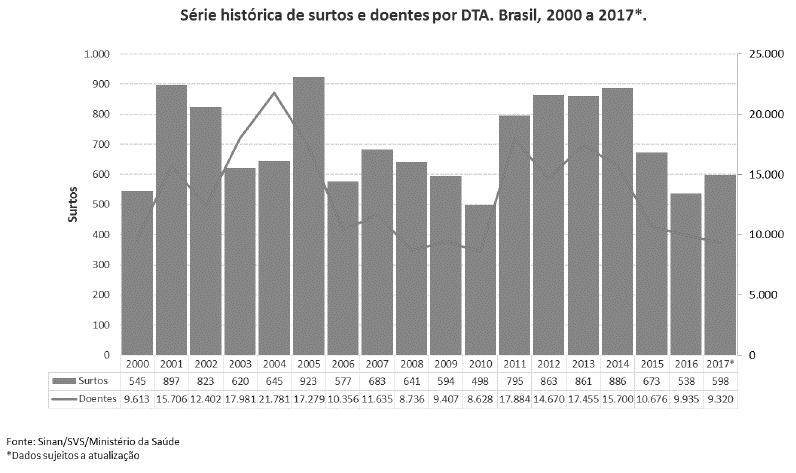 Série histórica de surtos e doentes por DTA. Brasil, 2000 a 2017*.
Surtos
1.000
900
800
700
600
500
400
300
200
100
0
25.000
20.000
15.000
10.000
5.000
0
2000 2001 2002 2003 2004 2005 2006 2007 2008 2009 2010 2011 2012 2013 2014 2015 2016 2017*
Surtos 545 897 823 620 645 923 577 683 641 594 498 795 863 861 886 673 538 598
Doentes 9.613 15.706 12.402 17.981 21.781 17.279 10.356 11.635 8.736 9.407 8.628 17.884 14.670 17.455 15.700 10.676 9.935 9.320
Fonte: Sinan/SVS/Ministério da Saúde
*Dados sujeitos a atualização